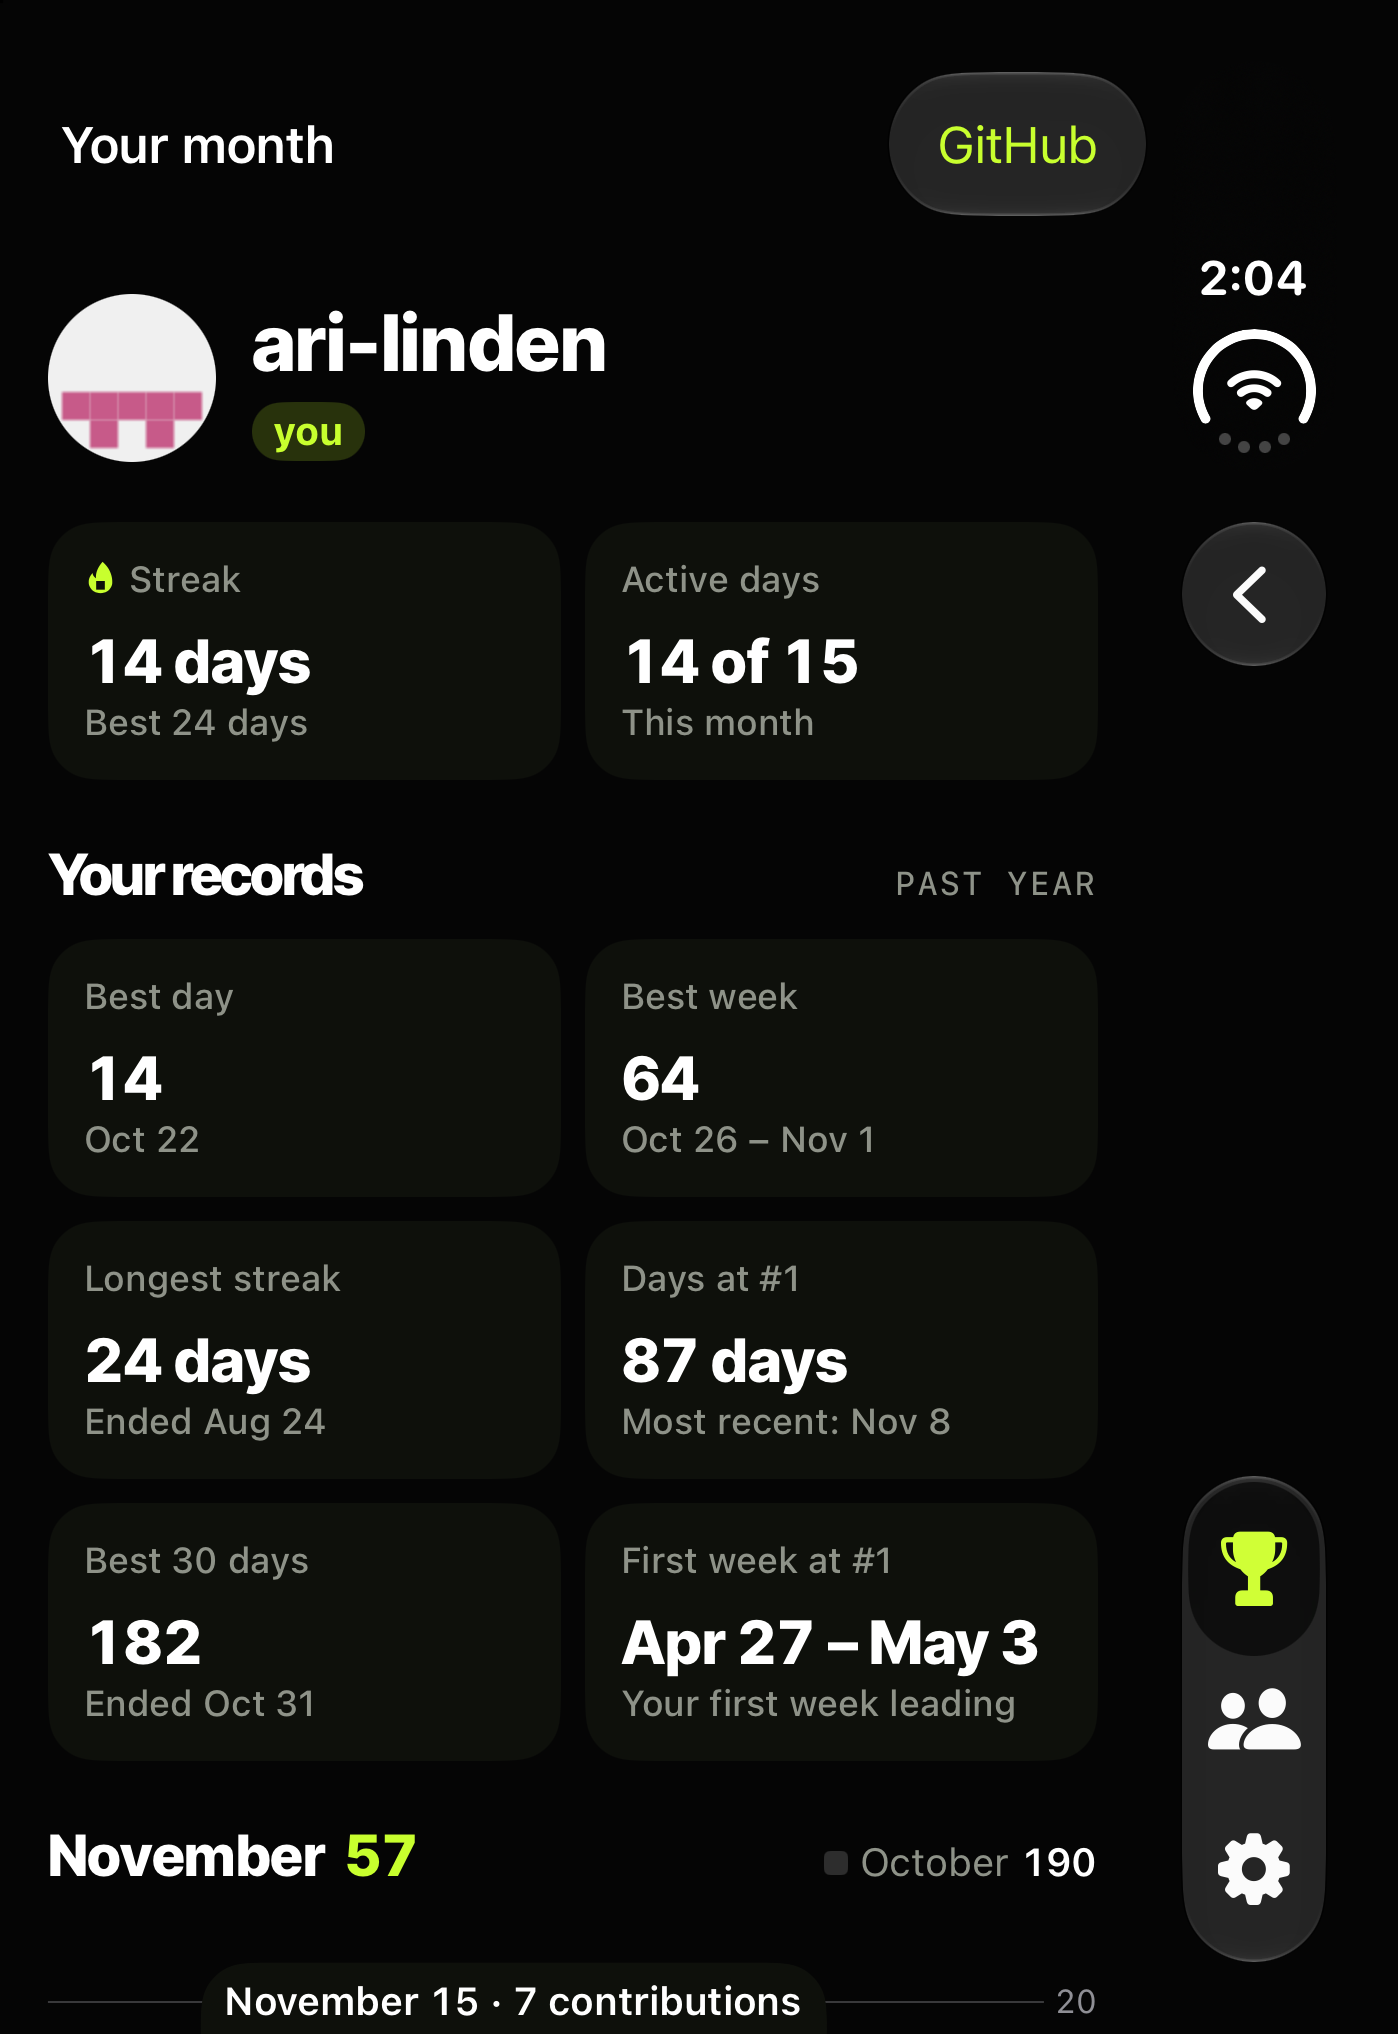 Your month
GitHub
2:04
ari-linden
you
Streak
14 days
Best 24 days
Active days
14 of 15
This month
Your records
PAST YEAR
Best day
14
Oct 22
Best week
64
Oct 26 – Nov 1
Longest streak
24 days
Ended Aug 24
Days at #1
87 days
Most recent: Nov 8
Best 30 days
182
Ended Oct 31
First week at #1
Apr 27 – May 3
Your first week leading
November 57
October 190
November 15 · 7 contributions
20